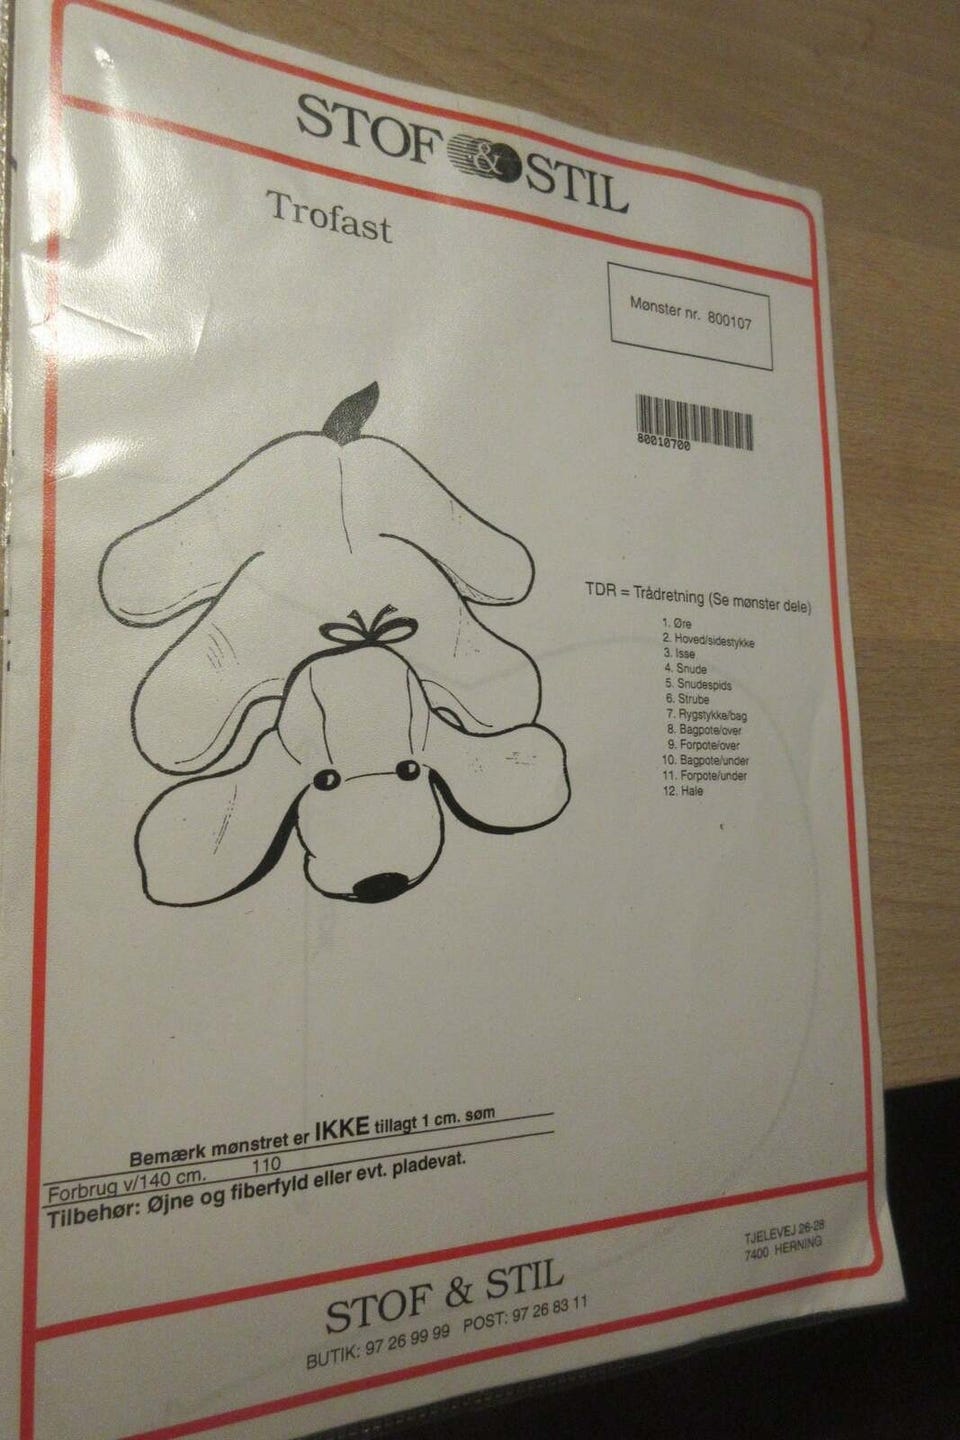 STOF & STIL
Trofast
Mønster nr. 800107
80010700
TDR = Trådretning (Se mønster dele)
1. Øre
2. Hoved/sidestykke
3. Isse
4. Snude
5. Snudespids
6. Strube
7. Rygstykke/bag
8. Bagpote/over
9. Forpote/over
10. Bagpote/under
11. Forpote/under
12. Hale
Bemærk mønstret er IKKE tillagt 1 cm. søm
Forbrug v/140 cm. 110
Tilbehør: Øjne og fiberfyld eller evt. pladevat.
TJELEVEJ 26-28
7400 HERNING
STOF & STIL
BUTIK: 97 26 99 99 POST: 97 26 83 11